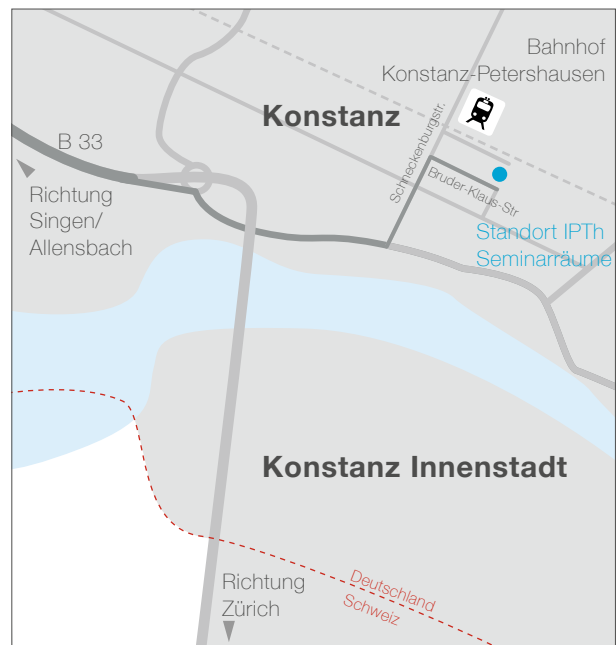 Bahnhof
Konstanz-Petershausen
Konstanz
Schneckenburgstr.
B 33
Bruder-Klaus-Str
Richtung
Singen/
Allensbach
Standort IPTh
Seminarräume
Konstanz Innenstadt
Deutschland
Schweiz
Richtung
Zürich